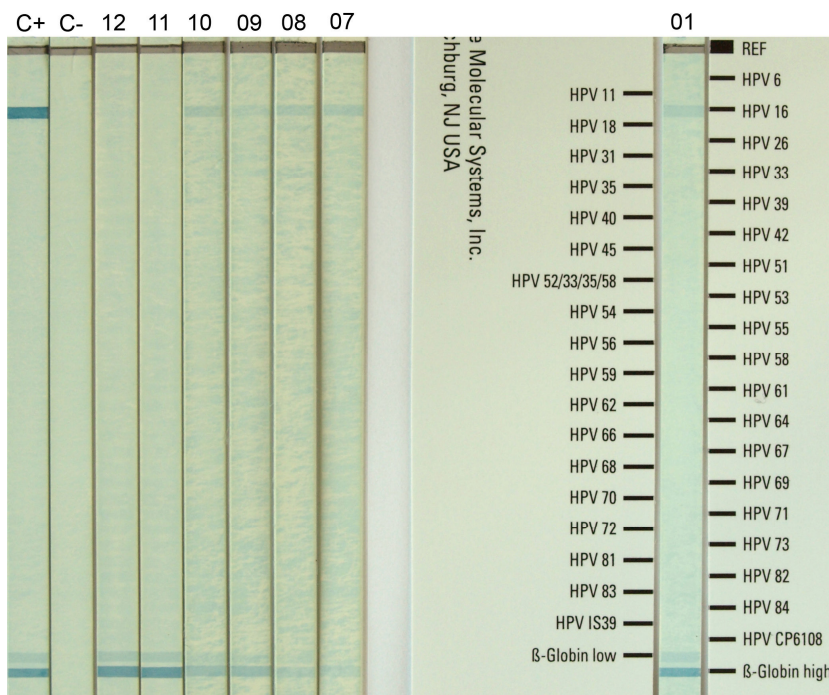 C+ C- 12 11 10 09 08 07 01
e Molecular Systems, Inc.
chburg, NJ USA
HPV 11
HPV 18
HPV 31
HPV 35
HPV 40
HPV 45
HPV 52/33/35/58
HPV 54
HPV 56
HPV 59
HPV 62
HPV 66
HPV 68
HPV 70
HPV 72
HPV 81
HPV 83
HPV IS39
ß-Globin low
REF
HPV 6
HPV 16
HPV 26
HPV 33
HPV 39
HPV 42
HPV 51
HPV 53
HPV 55
HPV 58
HPV 61
HPV 64
HPV 67
HPV 69
HPV 71
HPV 73
HPV 82
HPV 84
HPV CP6108
ß-Globin high